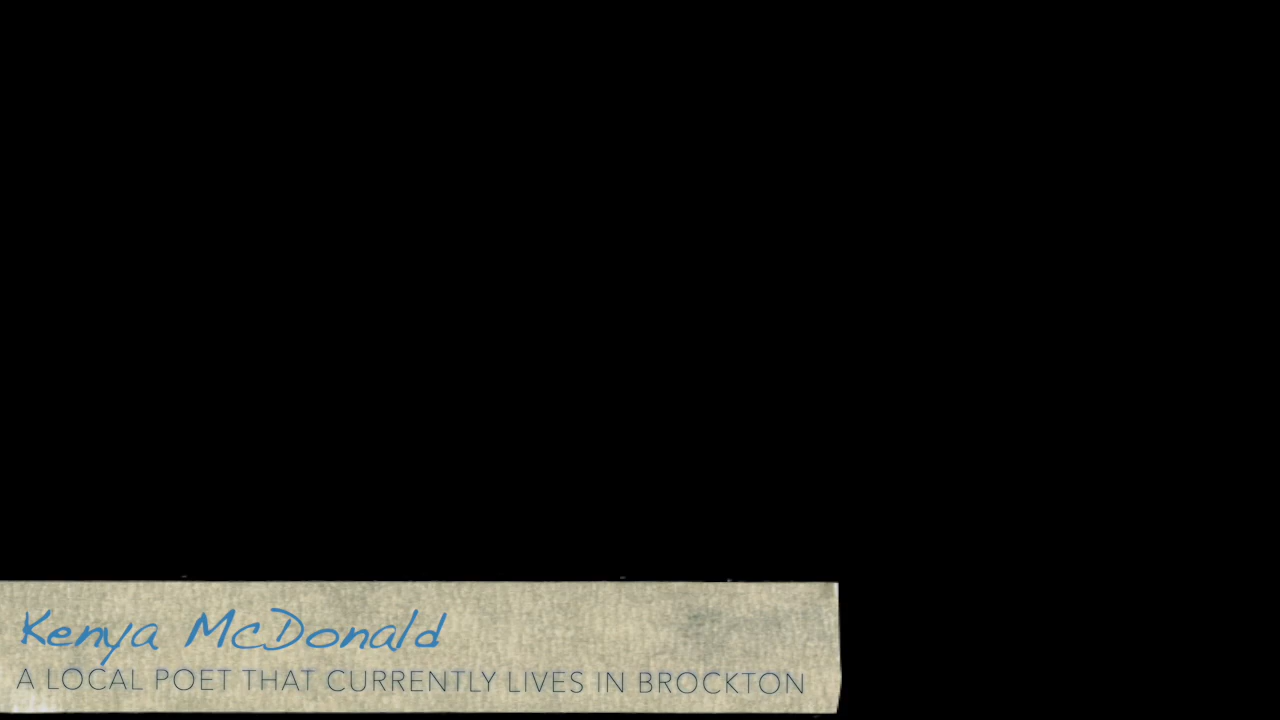 Kenya McDonald
A LOCAL POET THAT CURRENTLY LIVES IN BROCKTON